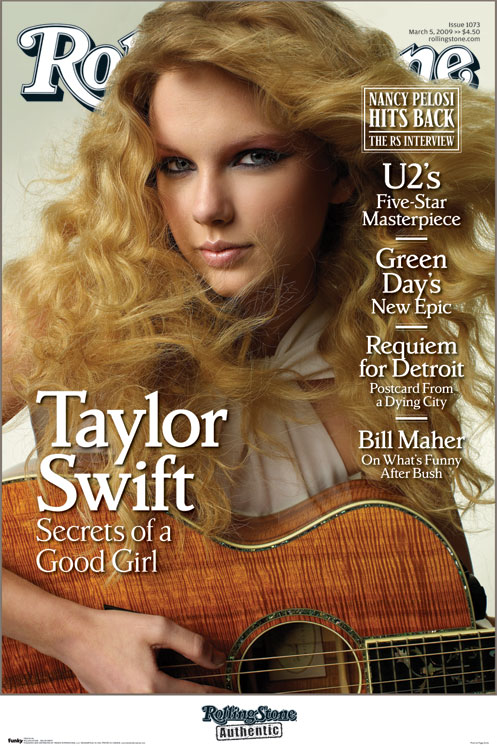 Rolling Stone
Issue 1073
March 5, 2009 >> $4.50
rollingstone.com
NANCY PELOSI
HITS BACK
THE RS INTERVIEW
U2's
Five-Star
Masterpiece
Green
Day's
New Epic
Requiem
for Detroit
Postcard From
a Dying City
Bill Maher
On What's Funny
After Bush
Taylor
Swift
Secrets of a
Good Girl
RollingStone
Authentic
Funky